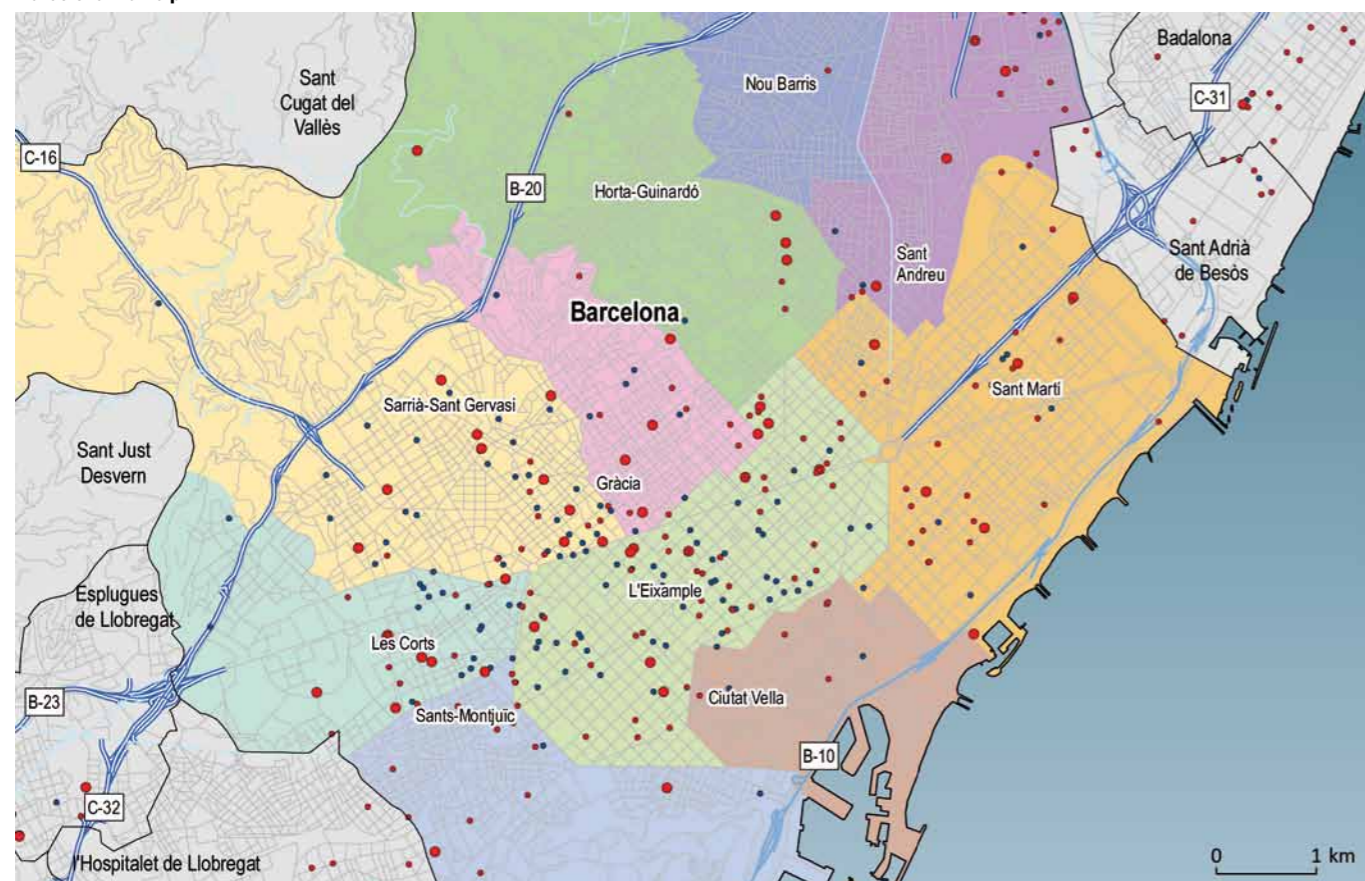 Badalona
Sant
Cugat del
Vallès
Nou Barris
C-31
C-16
B-20
Horta-Guinardó
Sant
Andreu
Sant Adrià
de Besòs
Barcelona
Sant Martí
Sarrià-Sant Gervasi
Sant Just
Desvern
Gràcia
L'Eixample
Esplugues
de Llobregat
Les Corts
B-23
Ciutat Vella
Sants-Montjuïc
B-10
C-32
l'Hospitalet de Llobregat
0 1 km